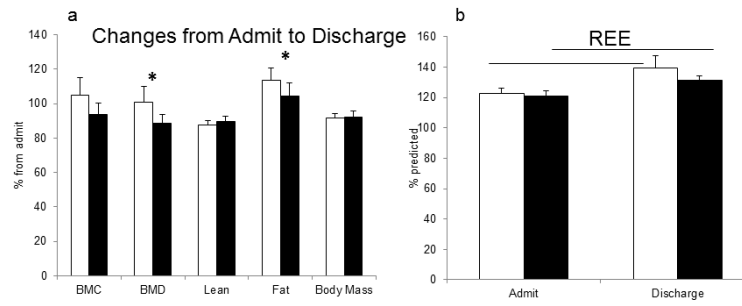 a
Changes from Admit to Discharge
140
120
100
80
60
40
20
0
% from admit
*
*
BMC
BMD
Lean
Fat
Body Mass
b
REE
160
140
120
100
80
60
40
20
0
% predicted
Admit
Discharge